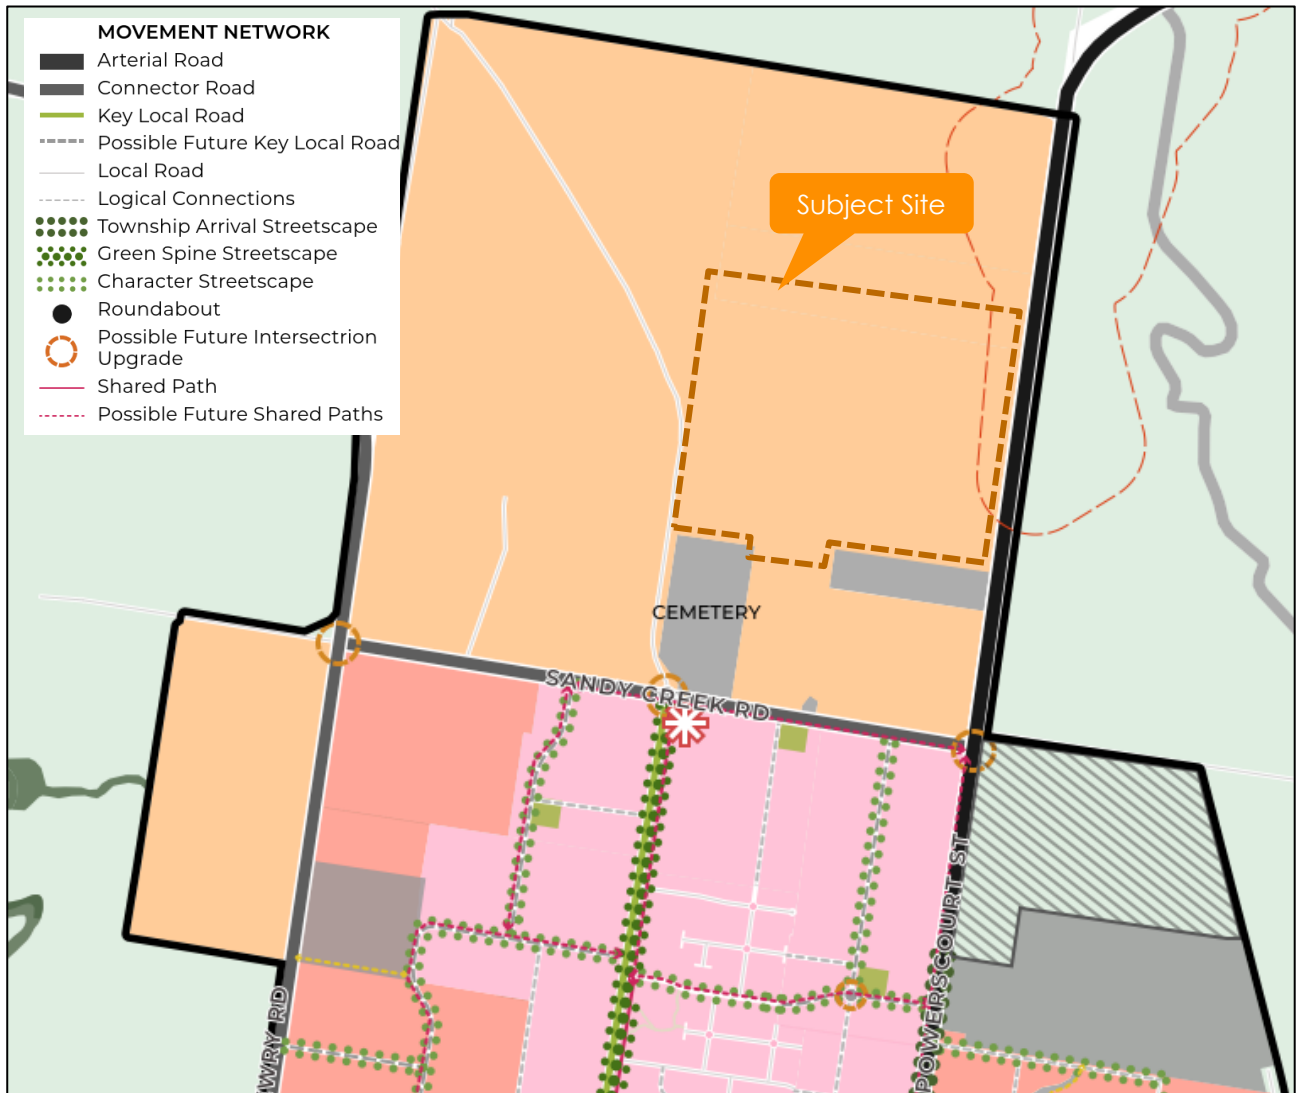 MOVEMENT NETWORK
Arterial Road
Connector Road
Key Local Road
Possible Future Key Local Road
Local Road
Logical Connections
Township Arrival Streetscape
Green Spine Streetscape
Character Streetscape
Roundabout
Possible Future Intersectrion
Upgrade
Shared Path
Possible Future Shared Paths
Subject Site
CEMETERY
SANDY CREEK RD
POWERSCOURT ST
WRY RD